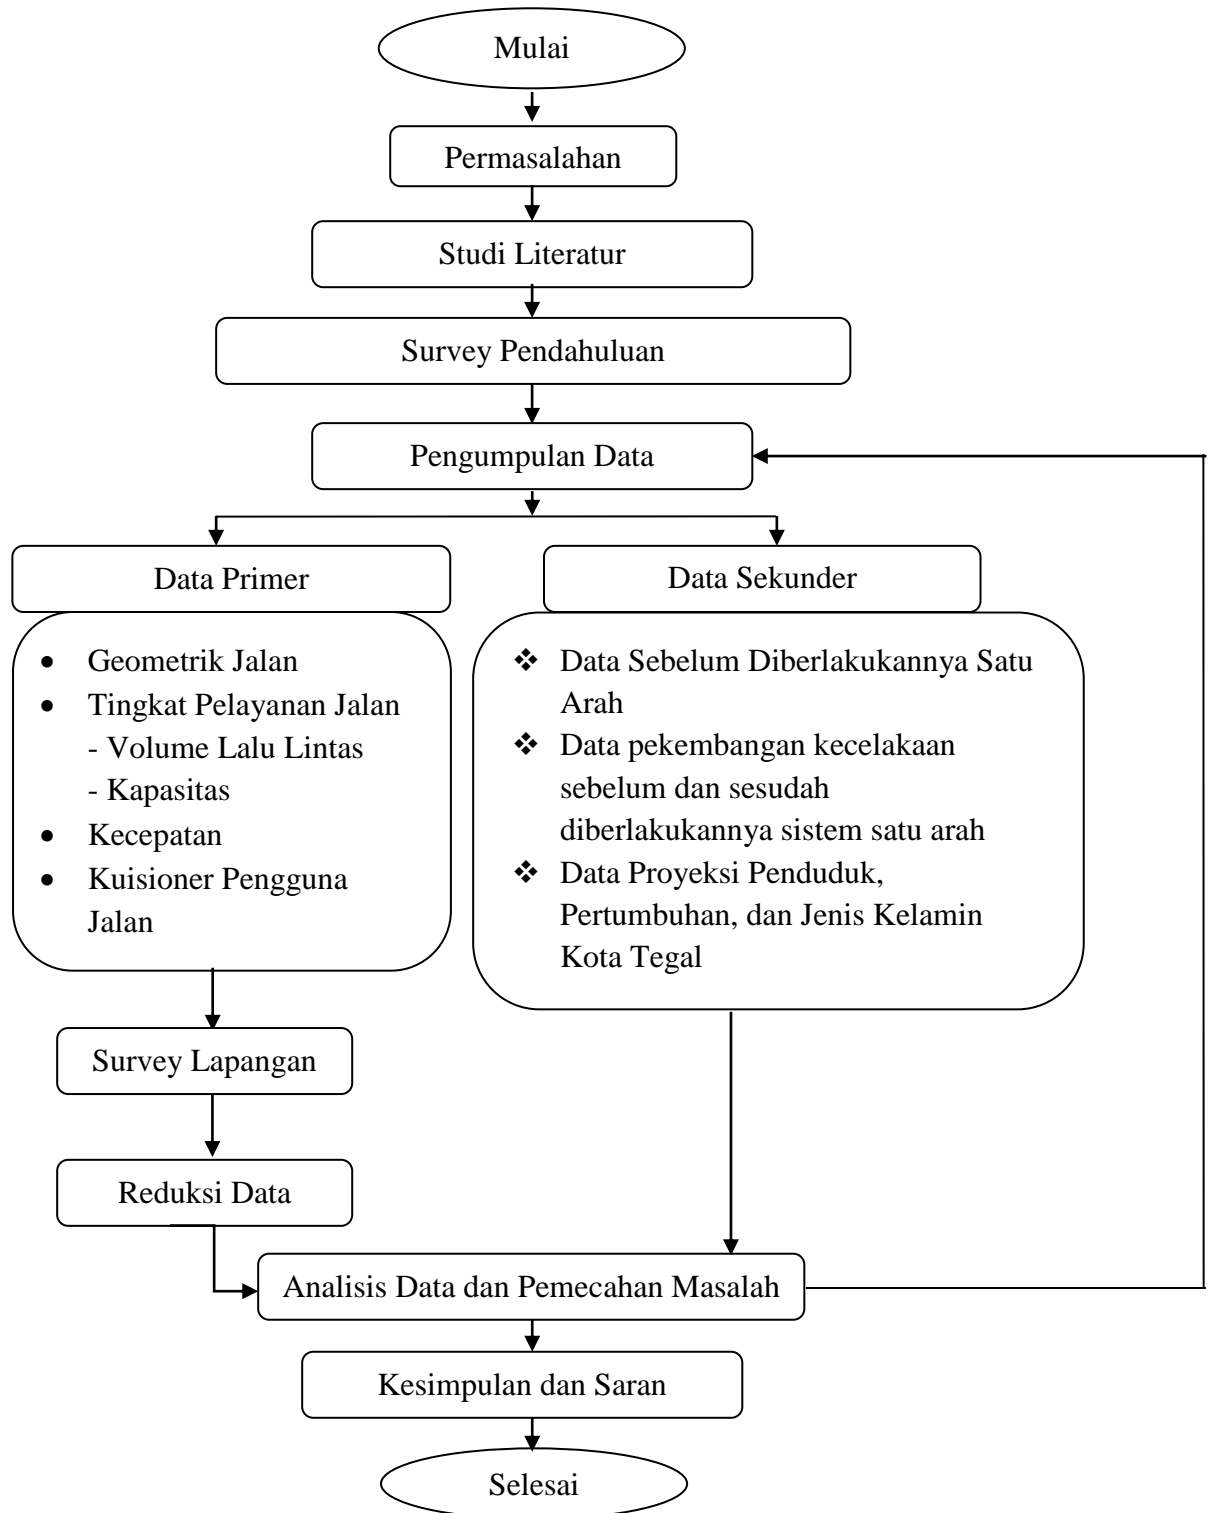 Mulai
Permasalahan
Studi Literatur
Survey Pendahuluan
Pengumpulan Data
Data Primer
• Geometrik Jalan
• Tingkat Pelayanan Jalan
- Volume Lalu Lintas
- Kapasitas
• Kecepatan
• Kuisioner Pengguna
Jalan
Data Sekunder
❖ Data Sebelum Diberlakukannya Satu
Arah
❖ Data pekembangan kecelakaan
sebelum dan sesudah
diberlakukannya sistem satu arah
❖ Data Proyeksi Penduduk,
Pertumbuhan, dan Jenis Kelamin
Kota Tegal
Survey Lapangan
Reduksi Data
Analisis Data dan Pemecahan Masalah
Kesimpulan dan Saran
Selesai